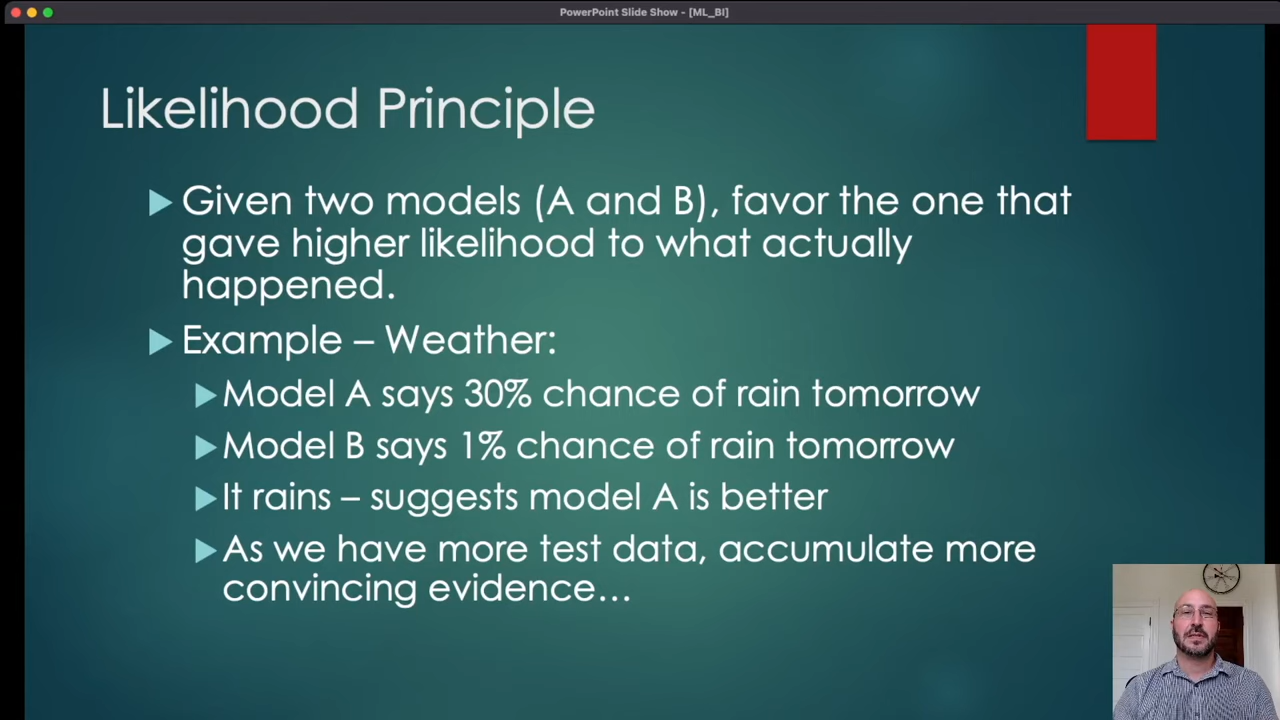 PowerPoint Slide Show - [ML_BI]
Likelihood Principle
Given two models (A and B), favor the one that
gave higher likelihood to what actually
happened.
Example – Weather:
Model A says 30% chance of rain tomorrow
Model B says 1% chance of rain tomorrow
It rains – suggests model A is better
As we have more test data, accumulate more
convincing evidence…